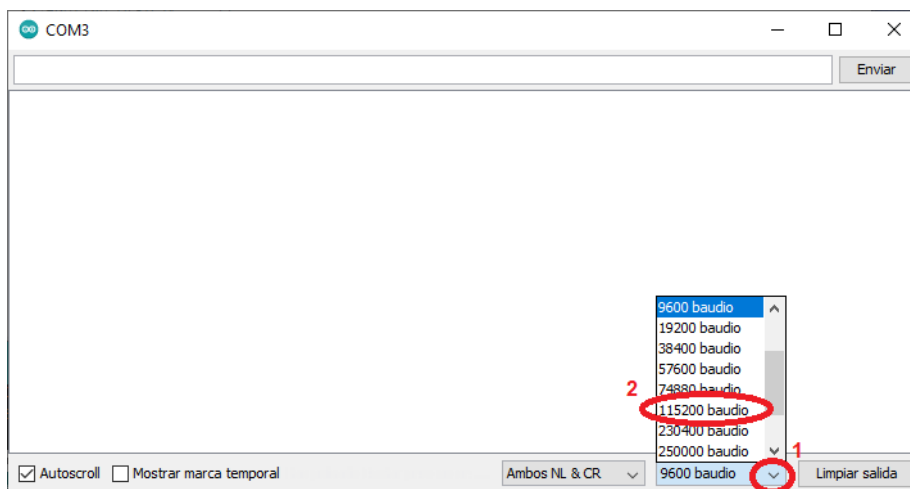 COM3
Enviar
9600 baudio
19200 baudio
38400 baudio
57600 baudio
2
74880 baudio
115200 baudio
230400 baudio
1
250000 baudio
Autoscroll Mostrar marca temporal Ambos NL & CR 9600 baudio Limpiar salida